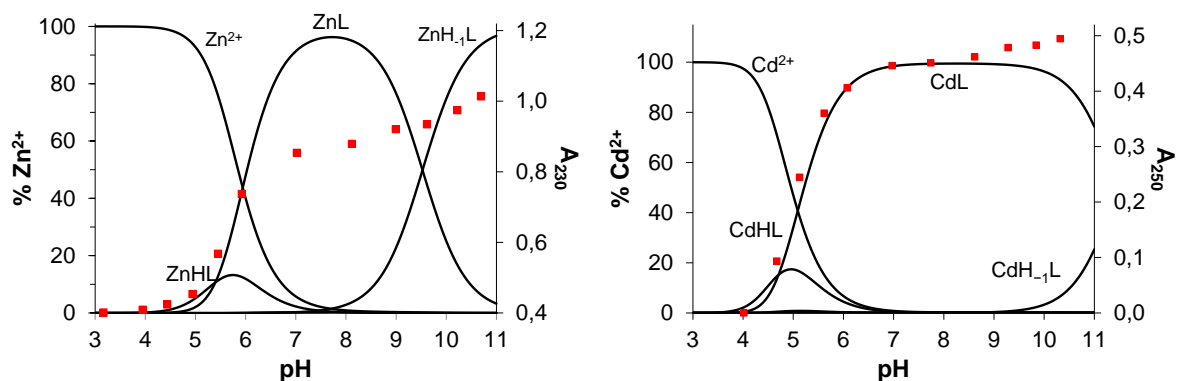 100
80
60
40
20
0
% Zn²⁺
Zn²⁺
ZnL
ZnH₋₁L
ZnHL
1,2
1,0
0,8
0,6
0,4
A₂₃₀
3 4 5 6 7 8 9 10 11
pH
100
80
60
40
20
0
% Cd²⁺
Cd²⁺
CdL
CdHL
CdH₋₁L
0,5
0,4
0,3
0,2
0,1
0,0
A₂₅₀
3 4 5 6 7 8 9 10 11
pH